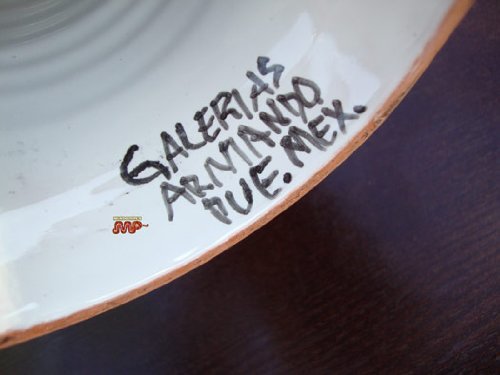 GALERIAS
ARMANDO
PUE. MEX.